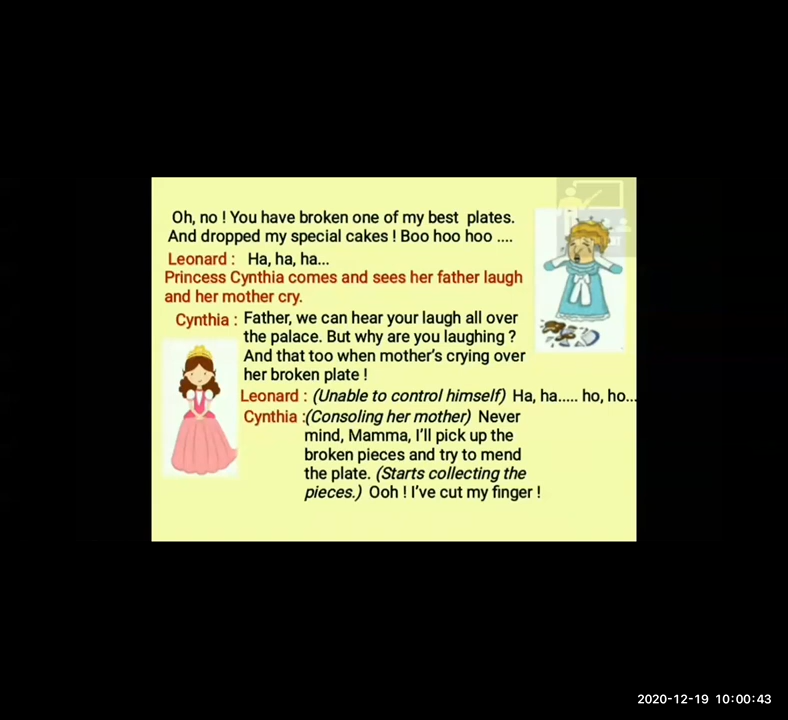 Oh, no ! You have broken one of my best plates.
And dropped my special cakes ! Boo hoo hoo ....
Leonard : Ha, ha, ha...
Princess Cynthia comes and sees her father laugh
and her mother cry.
Cynthia : Father, we can hear your laugh all over
the palace. But why are you laughing ?
And that too when mother's crying over
her broken plate !
Leonard : (Unable to control himself) Ha, ha..... ho, ho...
Cynthia :(Consoling her mother) Never
mind, Mamma, I'll pick up the
broken pieces and try to mend
the plate. (Starts collecting the
pieces.) Ooh ! I've cut my finger !
2020-12-19 10:00:43